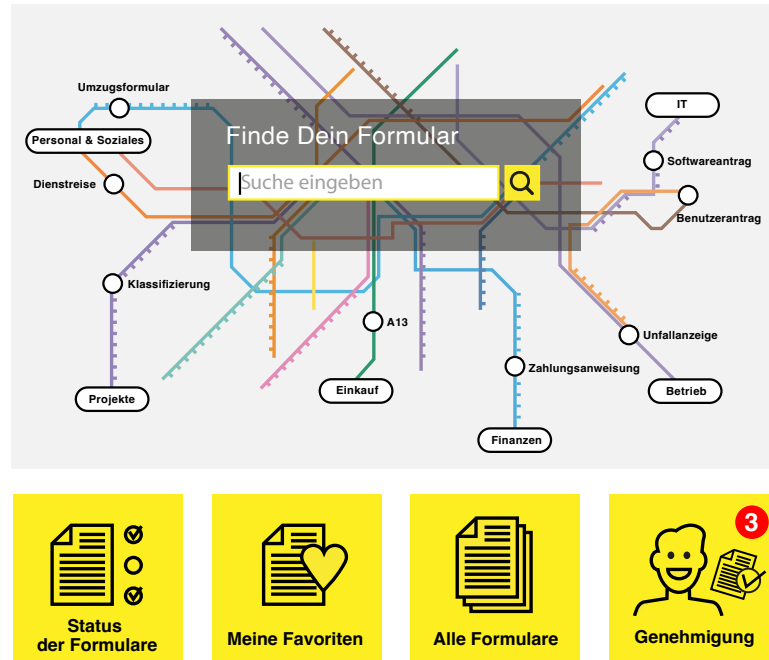 Umzugsformular
IT
Personal & Soziales
Finde Dein Formular
Softwareantrag
Suche eingeben
Dienstreise
Benutzerantrag
Klassifizierung
A13
Unfallanzeige
Zahlungsanweisung
Projekte
Einkauf
Betrieb
Finanzen
Status
der Formulare
Meine Favoriten
Alle Formulare
3
Genehmigung